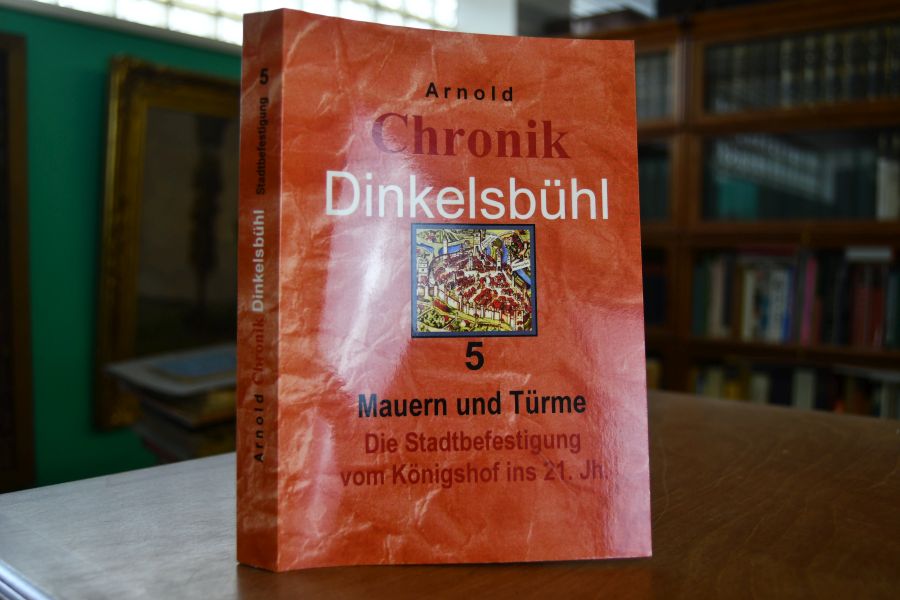 Arnold
Chronik
Dinkelsbühl
5
Mauern und Türme
Die Stadtbefestigung
vom Königshof ins 21. Jh.
Arnold Chronik Dinkelsbühl Stadtbefestigung 5